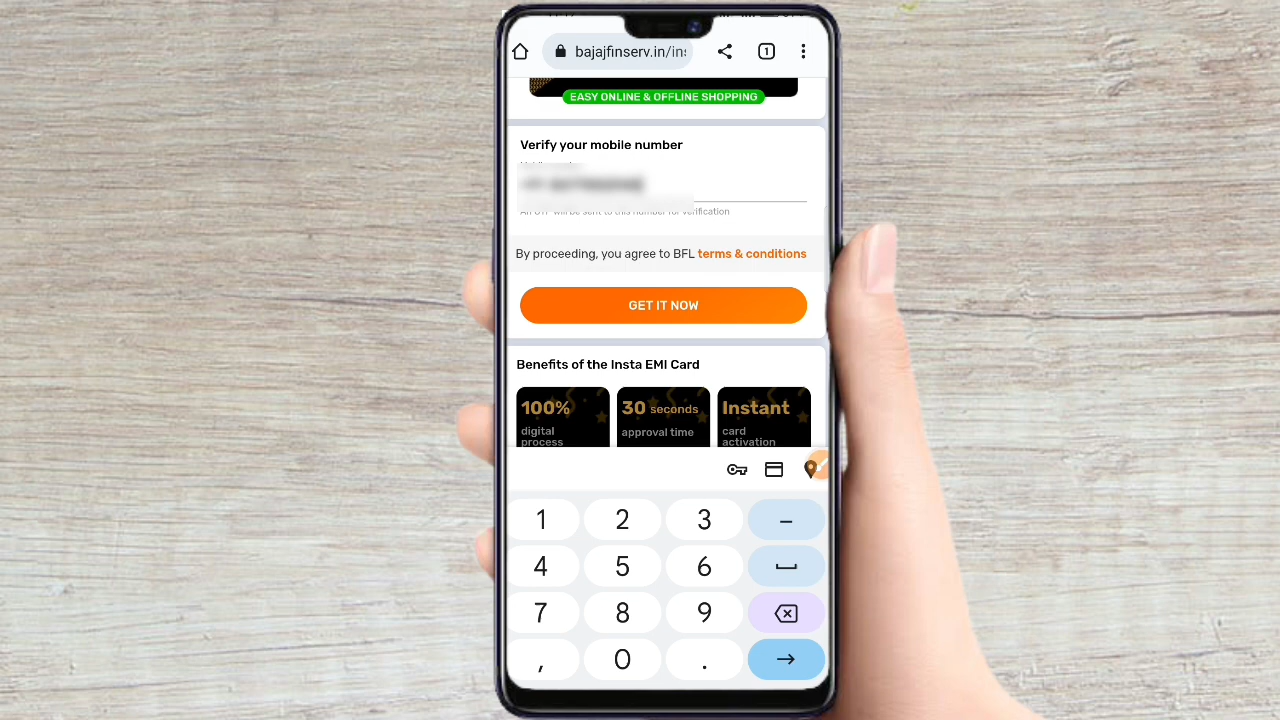 bajajfinserv.in/in
1
EASY ONLINE & OFFLINE SHOPPING
Verify your mobile number
An OTP will be sent to this number for verification
By proceeding, you agree to BFL terms & conditions
GET IT NOW
Benefits of the Insta EMI Card
100%
digital
process
30 seconds
approval time
Instant
card
activation
1 2 3 –
4 5 6
7 8 9
, 0 .